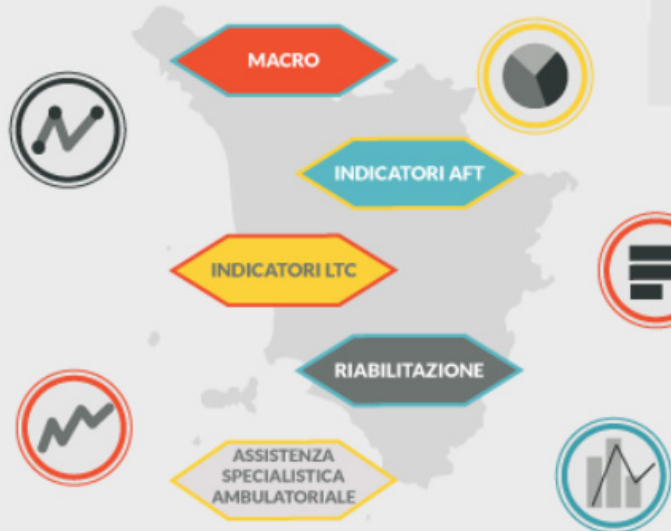 MACRO
INDICATORI AFT
INDICATORI LTC
RIABILITAZIONE
ASSISTENZA
SPECIALISTICA
AMBULATORIALE